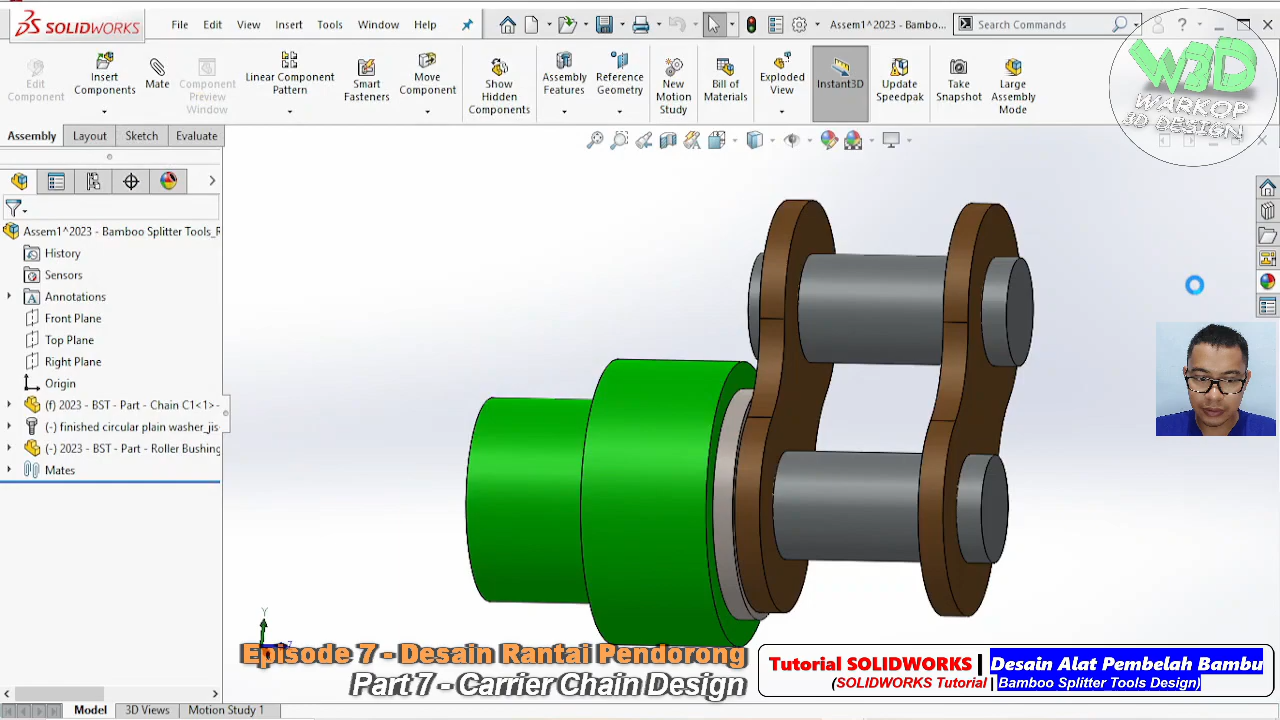 SOLIDWORKS
File Edit View Insert Tools Window Help
Assem1^2023 - Bambo...
Search Commands
Edit Component
Insert Components
Mate
Component Preview Window
Linear Component Pattern
Smart Fasteners
Move Component
Show Hidden Components
Assembly Features
Reference Geometry
New Motion Study
Bill of Materials
Exploded View
Instant3D
Update Speedpak
Take Snapshot
Large Assembly Mode
W3D
WARKOP
3D DESIGN
Assembly Layout Sketch Evaluate
Assem1^2023 - Bamboo Splitter Tools_R
History
Sensors
Annotations
Front Plane
Top Plane
Right Plane
Origin
(f) 2023 - BST - Part - Chain C1<1>
(-) finished circular plain washer_jis
(-) 2023 - BST - Part - Roller Bushing
Mates
Y
Episode 7 - Desain Rantai Pendorong
Part 7 - Carrier Chain Design
Tutorial SOLIDWORKS | Desain Alat Pembelah Bambu
(SOLIDWORKS Tutorial | Bamboo Splitter Tools Design)
Model 3D Views Motion Study 1